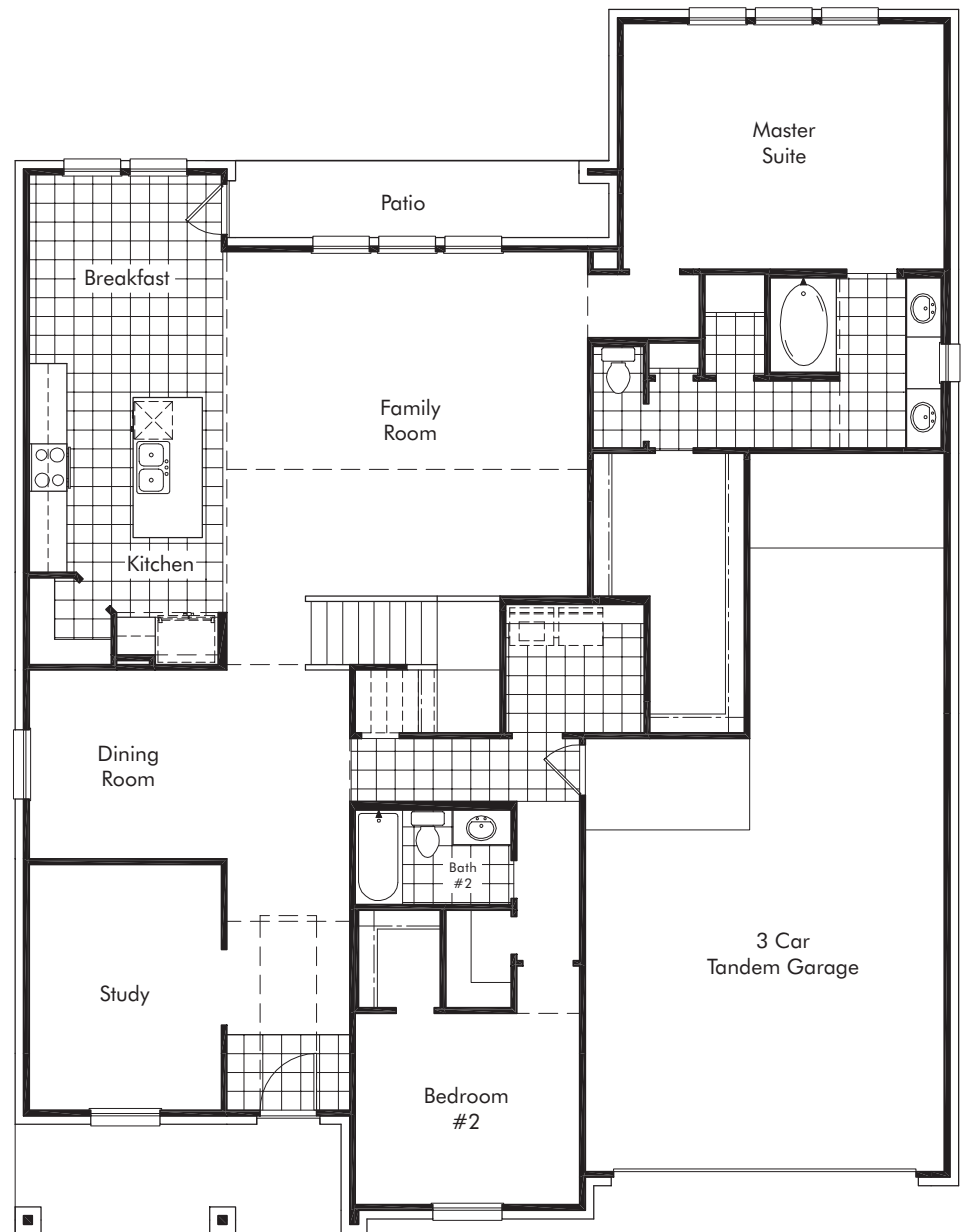 Master
Suite
Patio
Breakfast
Family
Room
Kitchen
Dining
Room
Bath
#2
3 Car
Tandem Garage
Study
Bedroom
#2